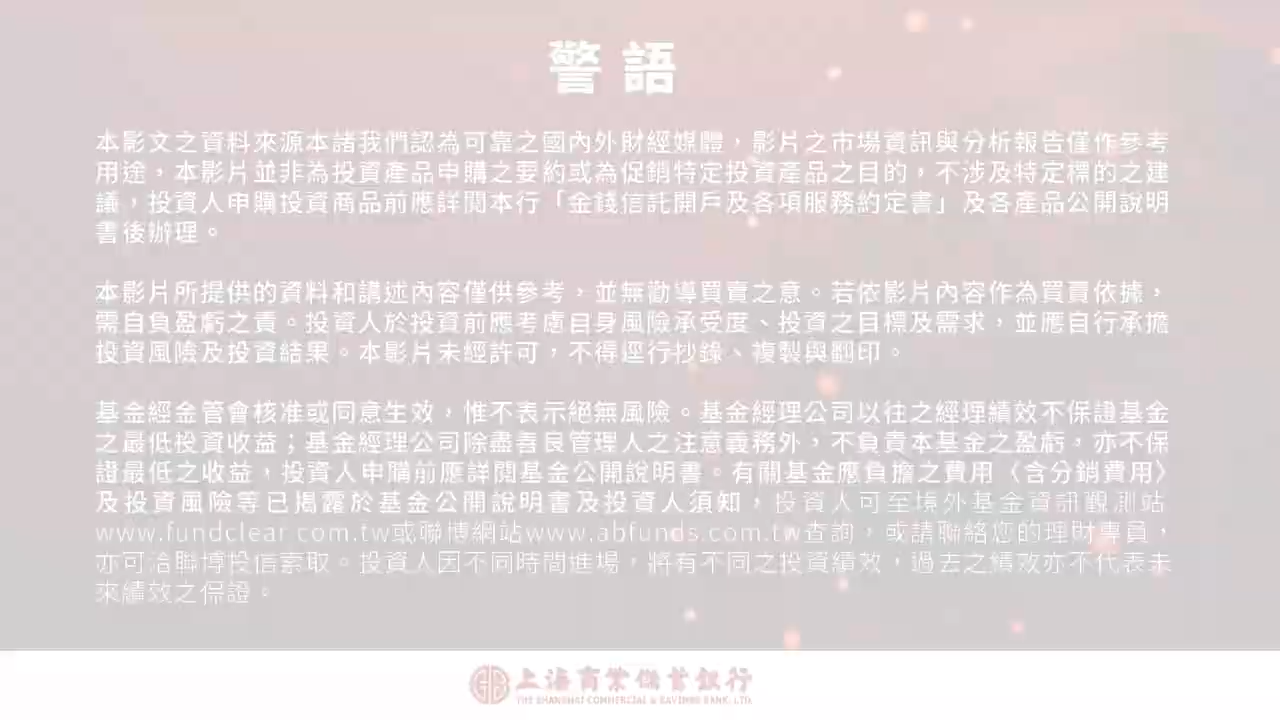 警語
本影文之資料來源本諸我們認為可靠之國內外財經媒體，影片之市場資訊與分析報告僅作參考
用途，本影片並非為投資產品申購之要約或為促銷特定投資產品之目的，不涉及特定標的之建
議，投資人申購投資商品前應詳閱本行「金錢信託開戶及各項服務約定書」及各產品公開說明
書後辦理。
本影片所提供的資料和講述內容僅供參考，並無勸導買賣之意。若依影片內容作為買賣依據，
需自負盈虧之責。投資人於投資前應考慮自身風險承受度、投資之目標及需求，並應自行承擔
投資風險及投資結果。本影片未經許可，不得逕行抄錄、複製與翻印。
基金經金管會核准或同意生效，惟不表示絕無風險。基金經理公司以往之經理績效不保證基金
之最低投資收益；基金經理公司除盡善良管理人之注意義務外，不負責本基金之盈虧，亦不保
證最低之收益，投資人申購前應詳閱基金公開說明書。有關基金應負擔之費用〈含分銷費用〉
及投資風險等已揭露於基金公開說明書及投資人須知，投資人可至境外基金資訊觀測站
www.fundclear.com.tw或聯博網站www.abfunds.com.tw查詢，或請聯絡您的理財專員，
亦可洽聯博投信索取。投資人因不同時間進場，將有不同之投資績效，過去之績效亦不代表未
來績效之保證。
上海商業儲蓄銀行
THE SHANGHAI COMMERCIAL & SAVINGS BANK, LTD.